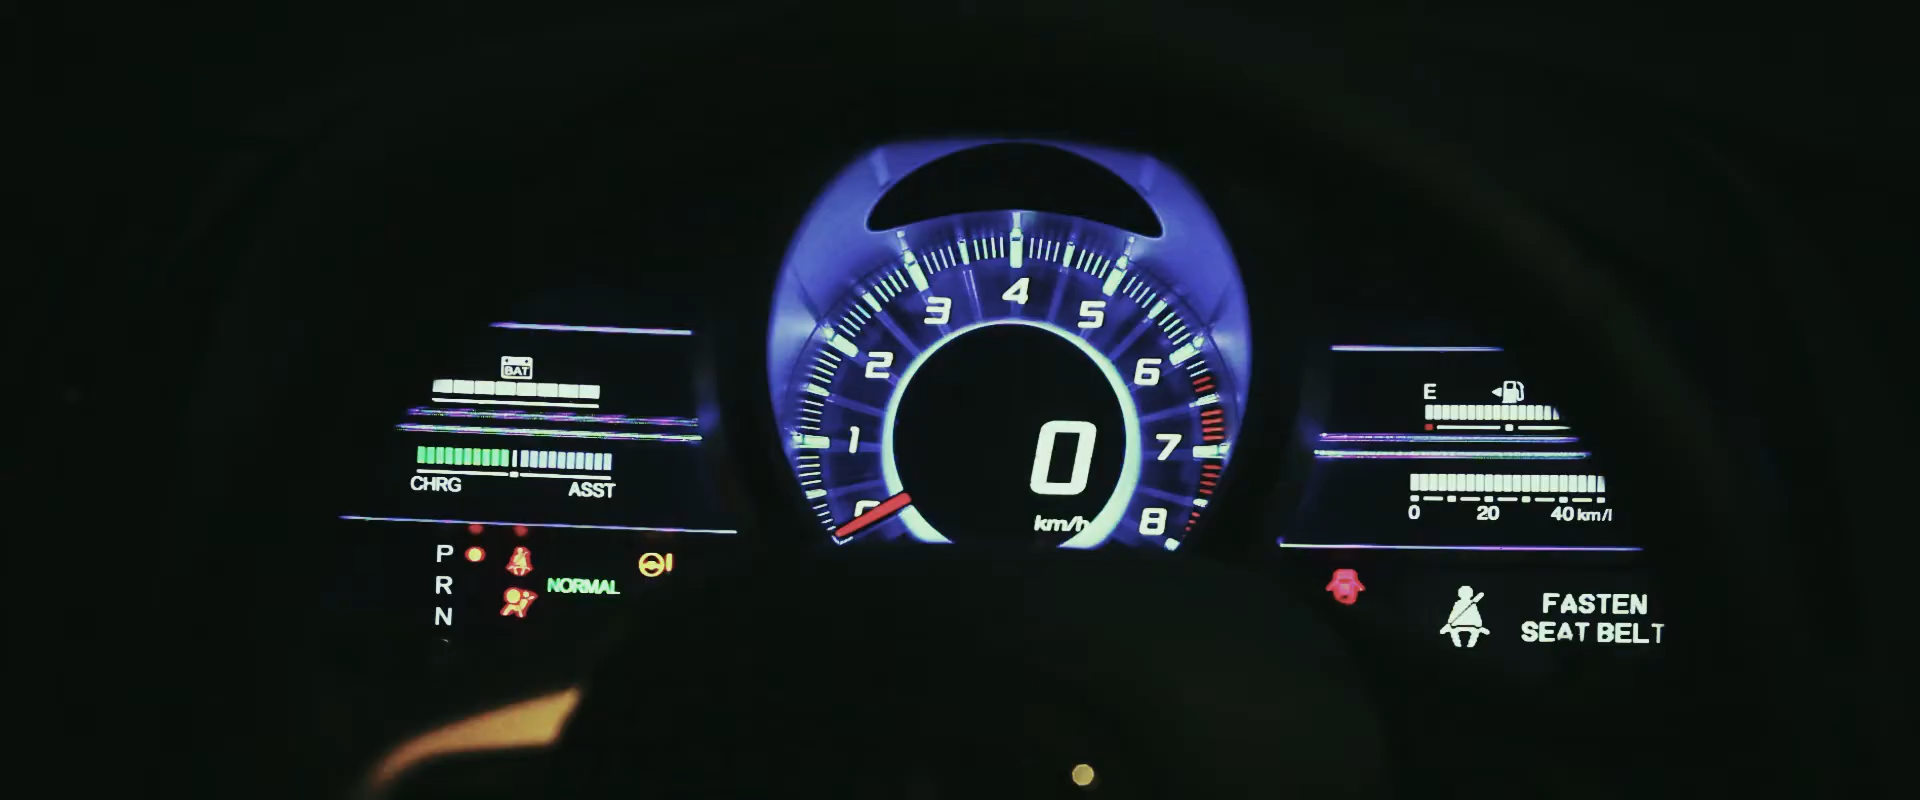 BAT
CHRG ASST
P
R
N
NORMAL
1
2
3
4
5
6
7
8
0
km/h
E
0 20 40 km/l
FASTEN
SEAT BELT